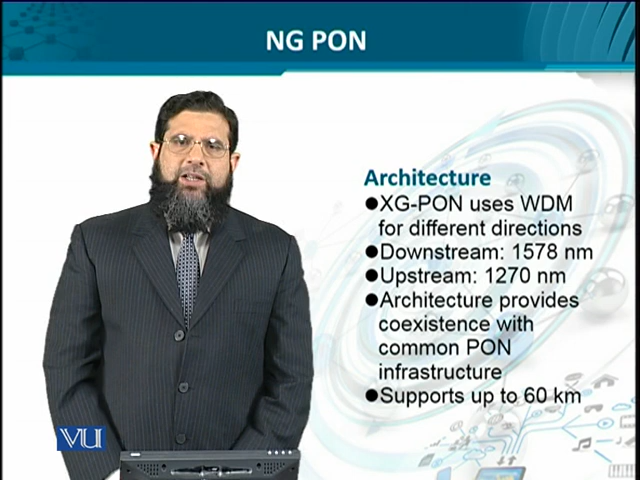 NG PON
Architecture
●XG-PON uses WDM
for different directions
●Downstream: 1578 nm
●Upstream: 1270 nm
●Architecture provides
coexistence with
common PON
infrastructure
●Supports up to 60 km
VU